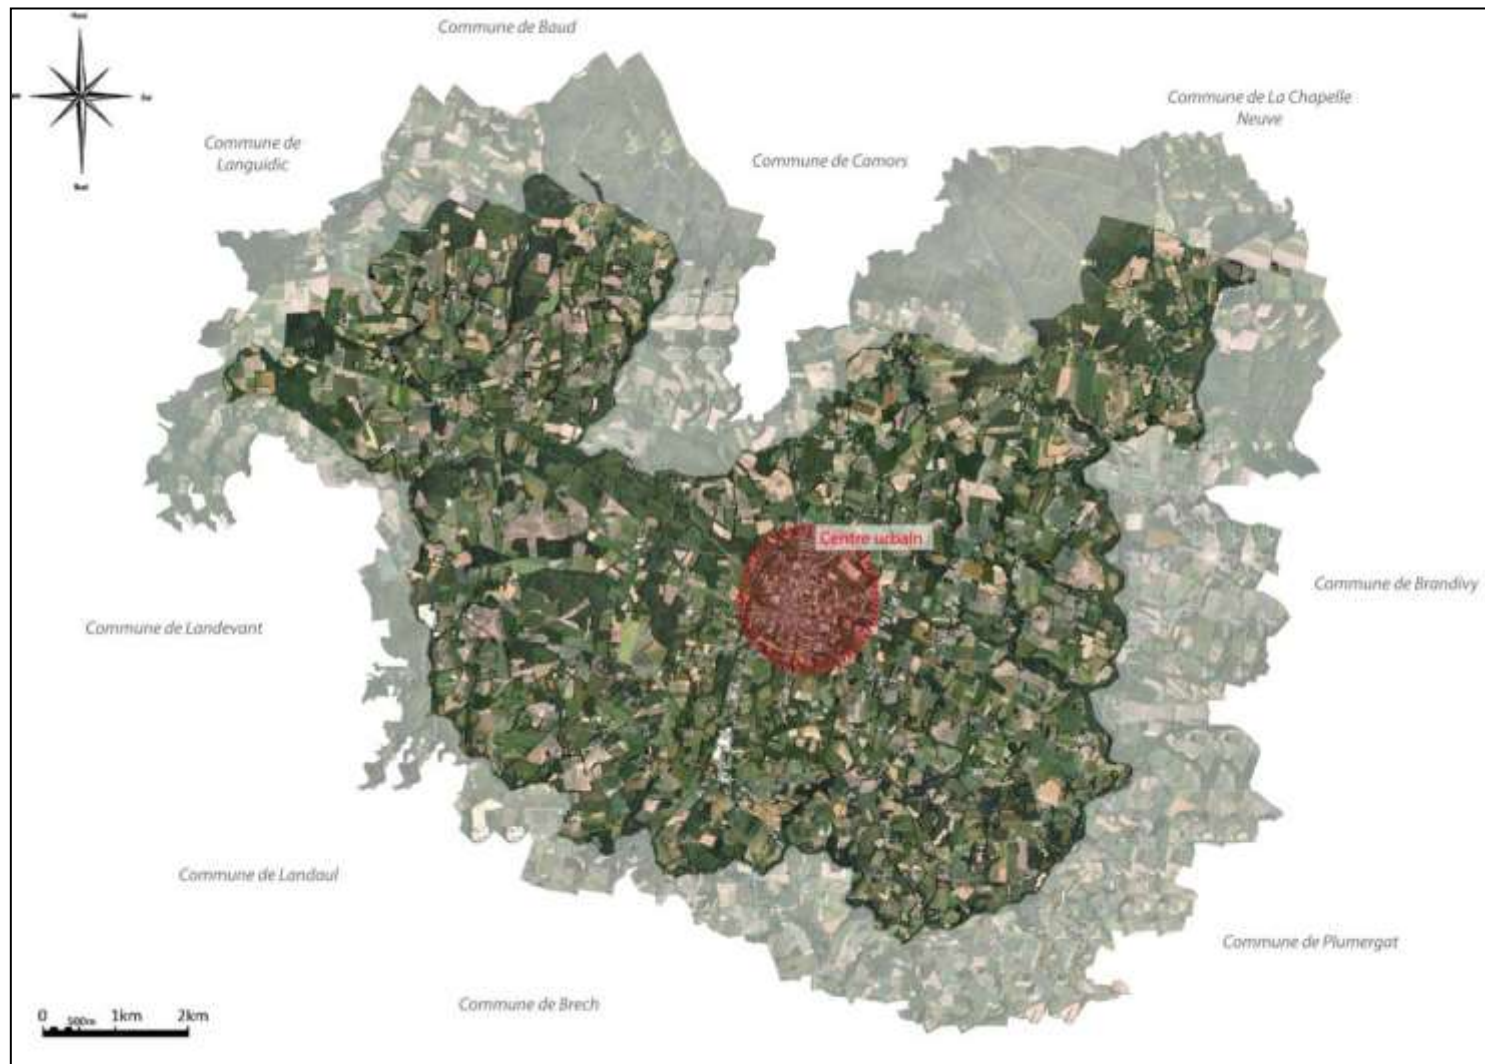 Commune de Baud
Commune de La Chapelle
Neuve
Commune de
Languidic
Commune de Camors
Centre urbain
Commune de Brandivy
Commune de Landevant
Commune de Landaul
Commune de Plumergat
Commune de Brech
0 500m 1km 2km